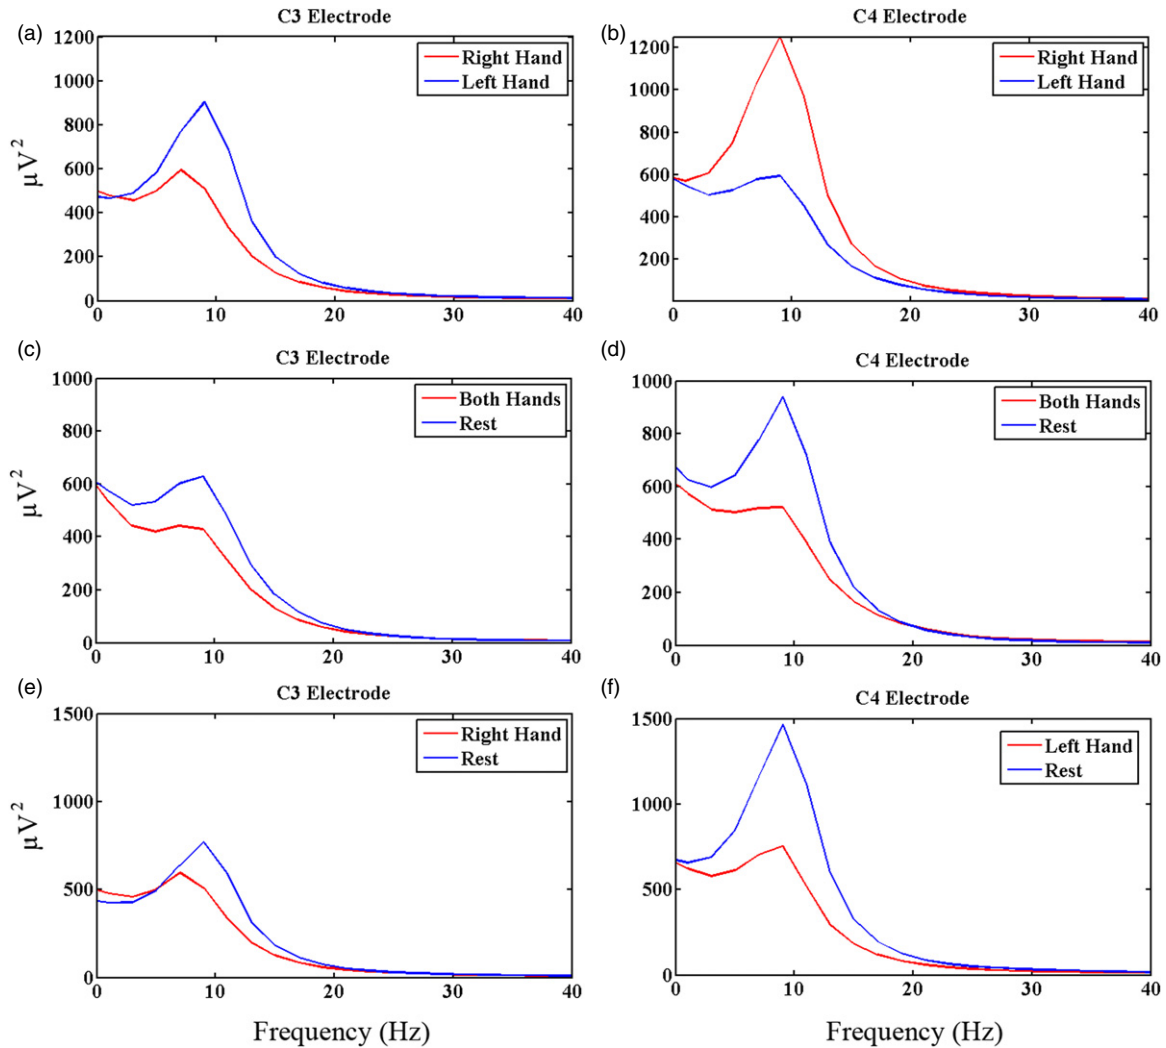 C3 Electrode
C4 Electrode
(a)
(b)
1200
1000
800
600
400
200
0
μV²
Right Hand
Left Hand
0 10 20 30 40
1200
1000
800
600
400
200
Right Hand
Left Hand
0 10 20 30 40
(c)
(d)
C3 Electrode
C4 Electrode
1000
800
600
400
200
0
μV²
Both Hands
Rest
0 10 20 30 40
1000
800
600
400
200
0
Both Hands
Rest
0 10 20 30 40
(e)
(f)
C3 Electrode
C4 Electrode
1500
1000
500
0
μV²
Right Hand
Rest
0 10 20 30 40
1500
1000
500
0
Left Hand
Rest
0 10 20 30 40
Frequency (Hz)
Frequency (Hz)